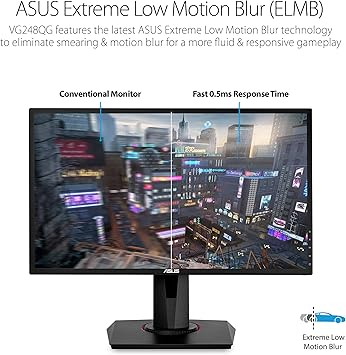 ASUS Extreme Low Motion Blur (ELMB)
VG248QG features the latest ASUS Extreme Low Motion Blur technology
to eliminate smearing & motion blur for a more fluid & responsive gameplay
Conventional Monitor
Fast 0.5ms Response Time
ASUS
Extreme Low
Motion Blur